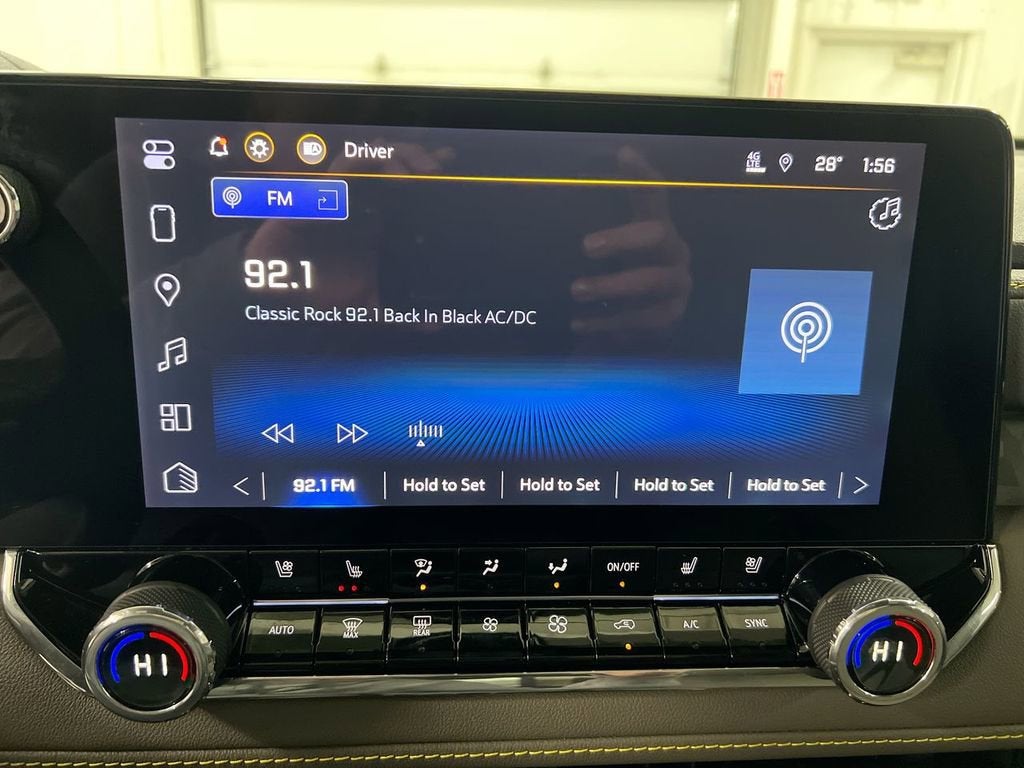 Driver
4G LTE 28° 1:56
FM
92.1
Classic Rock 92.1 Back In Black AC/DC
92.1 FM Hold to Set Hold to Set Hold to Set Hold to Set
ON/OFF
AUTO MAX REAR A/C SYNC
HI HI